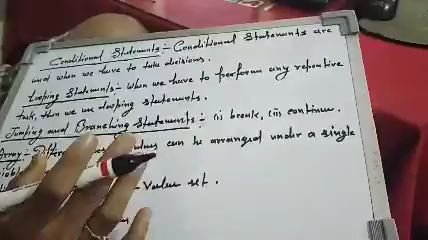 Conditional Statements :- Conditional Statements are
used when we have to take decisions.
Looping Statements :- when we have to perform any repeative
task, then we use looping statements.
Jumping and Branching Statements :- (i) break, (ii) continue.
Array :- values can be arranged under a single
Value set.